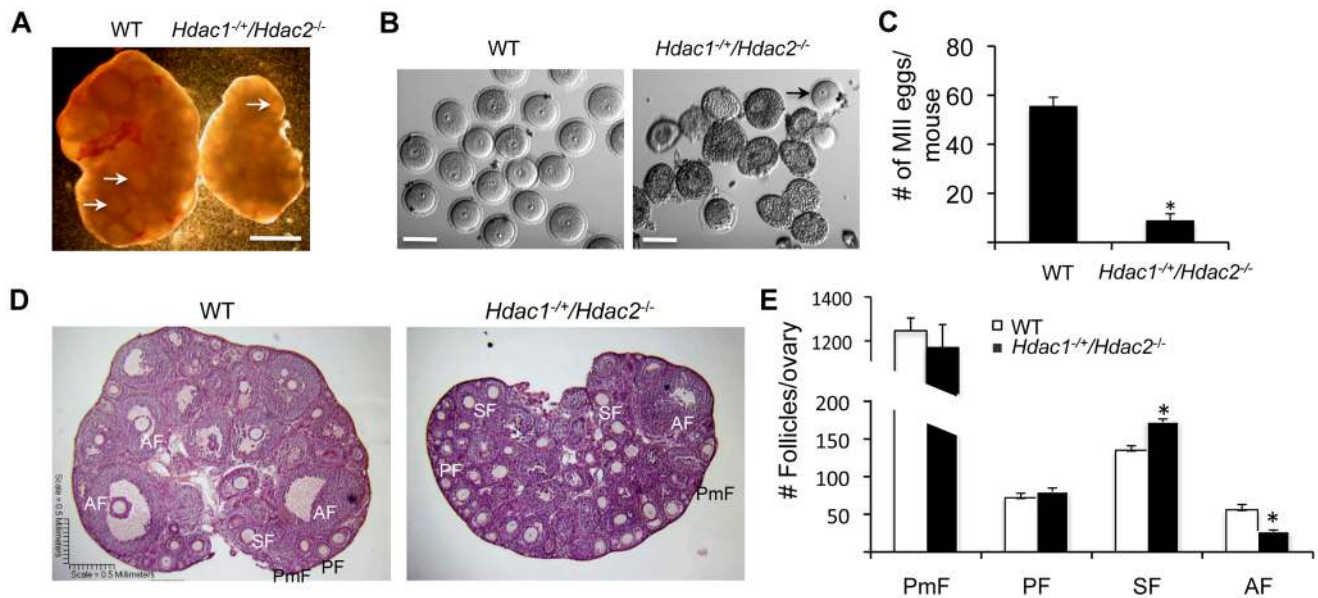 A
WT
Hdac1-/+/Hdac2-/-
B
WT
Hdac1-/+/Hdac2-/-
C
# of MII eggs/
mouse
80
60
40
20
WT
Hdac1-/+/Hdac2-/-
*
D
WT
AF
AF
AF
SF
PmF
PF
Scale = 0.5 Millimeters
Scale = 0.5 Millimeters
Hdac1-/+/Hdac2-/-
SF
SF
AF
PF
PmF
E
# Follicles/ovary
1400
1200
200
150
100
50
WT
Hdac1-/+/Hdac2-/-
*
*
PmF
PF
SF
AF